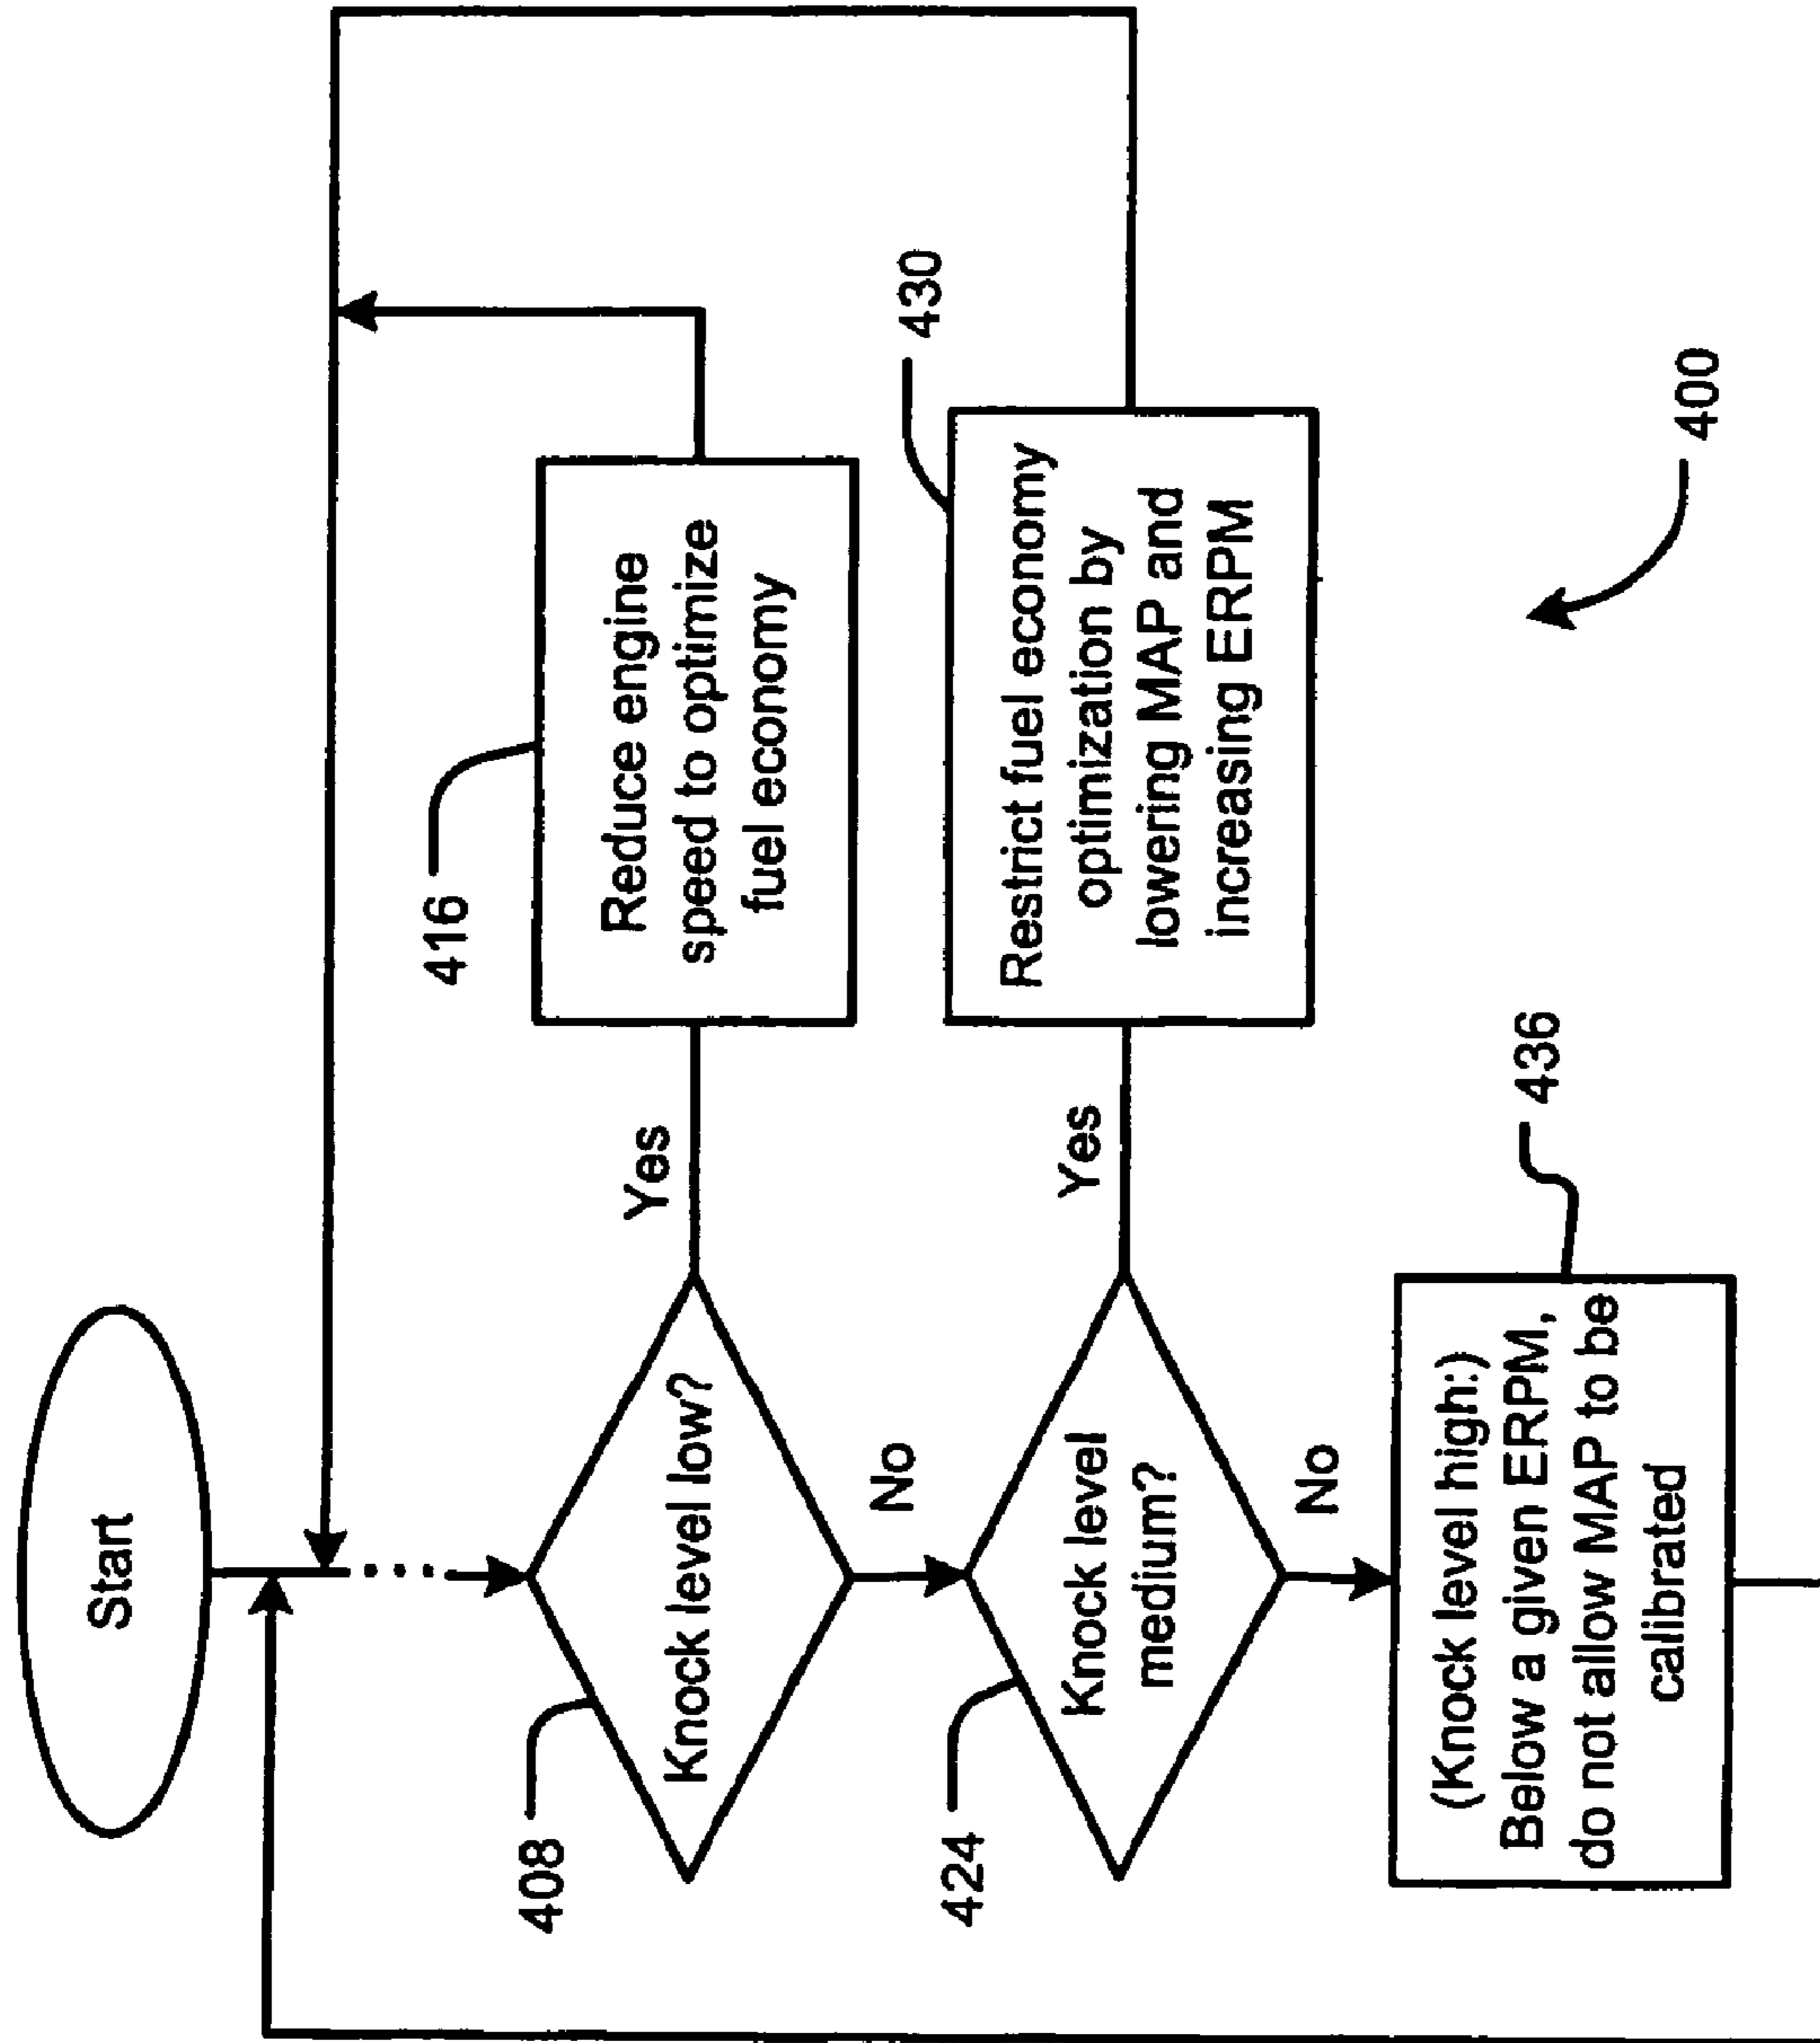 Start
408
Knock level low?
Yes
416
Reduce engine
speed to optimize
fuel economy
No
424
Knock level
medium?
Yes
430
Restrict fuel economy
optimization by
lowering MAP and
increasing ERPM
No
436
(Knock level high:)
Below a given ERPM,
do not allow MAP to be
calibrated
400